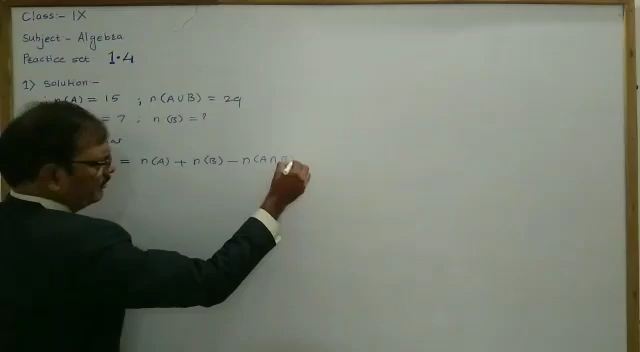 Class:- IX
Subject - Algebra
Practice set 1.4
1) Solution -
n(A) = 15 ; n(A∪B) = 29
= 7 ; n(B) = ?
= n(A) + n(B) - n(A∩B